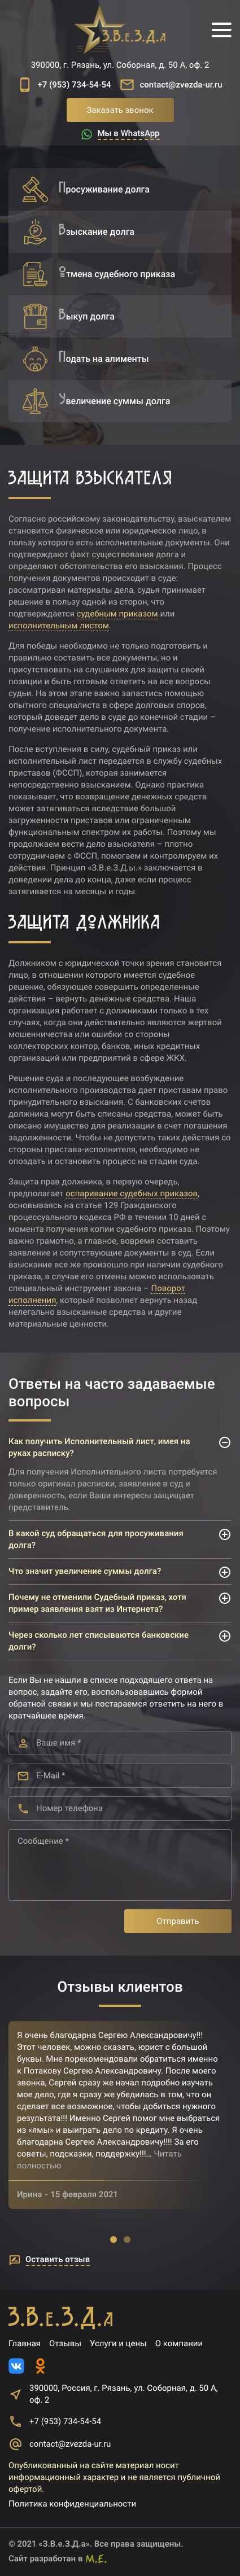 З.В.е.З.Д.а
390000, г. Рязань, ул. Соборная, д. 50 А, оф. 2
+7 (953) 734-54-54
contact@zvezda-ur.ru
Заказать звонок
Мы в WhatsApp
Просуживание долга
Взыскание долга
Отмена судебного приказа
Выкуп долга
Подать на алименты
Увеличение суммы долга
ЗАЩИТА ВЗЫСКАТЕЛЯ
Согласно российскому законодательству, взыскателем
становится физическое или юридическое лицо, в
пользу которого есть исполнительные документы. Они
подтверждают факт существования долга и
определяют обстоятельства его взыскания. Процесс
получения документов происходит в суде:
рассматривая материалы дела, судья принимает
решение в пользу одной из сторон, что
подтверждается судебным приказом или
исполнительным листом.
Для победы необходимо не только подготовить и
правильно составить все документы, но и
присутствовать на слушаниях для защиты своей
позиции и быть готовым ответить на все вопросы
судьи. На этом этапе важно запастись помощью
опытного специалиста в сфере долговых споров,
который доведет дело в суде до конечной стадии –
получению исполнительного документа.
После вступления в силу, судебный приказ или
исполнительный лист передается в службу судебных
приставов (ФССП), которая занимается
непосредственно взысканием. Однако практика
показывает, что возвращение денежных средств
может затягиваться вследствие большой
загруженности приставов или ограниченным
функциональным спектром их работы. Поэтому мы
продолжаем вести дело взыскателя – плотно
сотрудничаем с ФССП, помогаем и контролируем их
действия. Принцип «З.В.е.З.Д.ы.» заключается в
доведении дела до конца, даже если процесс
затягивается на месяцы и годы.
ЗАЩИТА ДОЛЖНИКА
Должником с юридической точки зрения становится
лицо, в отношении которого имеется судебное
решение, обязующее совершить определенные
действия – вернуть денежные средства. Наша
организация работает с должниками только в тех
случаях, когда они действительно являются жертвой
мошенничества или ошибки со стороны
коллекторских контор, банков, иных кредитных
организаций или предприятий в сфере ЖКХ.
Решение суда и последующее возбуждение
исполнительного производства дает приставам право
принудительного взыскания. С банковских счетов
должника могут быть списаны средства, может быть
описано имущество для реализации в счет погашения
задолженности. Чтобы не допустить таких действия со
стороны пристава-исполнителя, необходимо не
опоздать и остановить процесс на стадии суда.
Защита прав должника, в первую очередь,
предполагает оспаривание судебных приказов,
основываясь на статье 129 Гражданского
процессуального кодекса РФ в течении 10 дней с
момента получения копии судебного приказа. Поэтому
важно грамотно, а главное, вовремя составить
заявление и сопутствующие документы в суд. Если
взыскание все же произошло при наличии судебного
приказа, в случае его отмены можно использовать
специальный инструмент закона – Поворот
исполнения, который позволяет вернуть назад
нелегально взысканные средства и другие
материальные ценности.
Ответы на часто задаваемые
вопросы
Как получить Исполнительный лист, имея на
руках расписку?
Для получения Исполнительного листа потребуется
только оригинал расписки, заявление в суд и
доверенность, если Ваши интересы защищает
представитель.
В какой суд обращаться для просуживания
долга?
Что значит увеличение суммы долга?
Почему не отменили Судебный приказ, хотя
пример заявления взят из Интернета?
Через сколько лет списываются банковские
долги?
Если Вы не нашли в списке подходящего ответа на
вопрос, задайте его, воспользовавшись формой
обратной связи и мы постараемся ответить на него в
кратчайшее время.
Ваше имя *
E-Mail *
Номер телефона
Сообщение *
Отправить
Отзывы клиентов
Я очень благодарна Сергею Александровичу!!!
Этот человек, можно сказать, юрист с большой
буквы. Мне порекомендовали обратиться именно
к Потакову Сергею Александровичу. После моего
звонка, Сергей сразу же начал подробно изучать
мое дело, где я сразу же убедилась в том, что он
сделает все возможное, чтобы добиться нужного
результата!!! Именно Сергей помог мне выбраться
из «ямы» и выиграть дело по кредиту. Я очень
благодарна Сергею Александровичу!!!! За его
советы, подсказки, поддержку!!!... Читать
полностью
Ирина - 15 февраля 2021
Оставить отзыв
З.В.е.З.Д.а
Главная Отзывы Услуги и цены О компании
390000, Россия, г. Рязань, ул. Соборная, д. 50 А,
оф. 2
+7 (953) 734-54-54
contact@zvezda-ur.ru
Опубликованный на сайте материал носит
информационный характер и не является публичной
офертой.
Политика конфиденциальности
© 2021 «З.В.е.З.Д.а». Все права защищены.
Сайт разработан в М.Е.